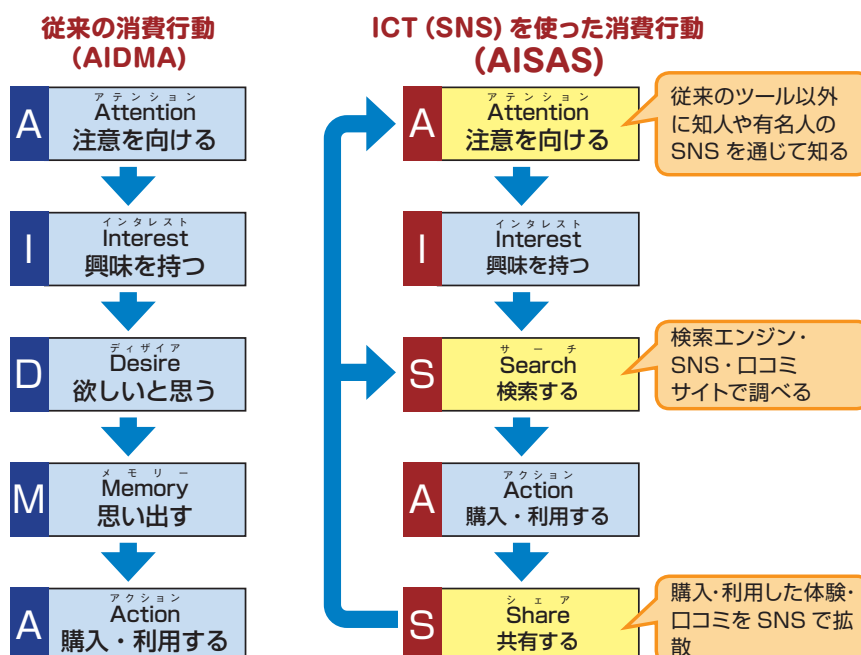 従来の消費行動
(AIDMA)
A
アテンション
Attention
注意を向ける
I
インタレスト
Interest
興味を持つ
D
ディザイア
Desire
欲しいと思う
M
メモリー
Memory
思い出す
A
アクション
Action
購入・利用する
ICT (SNS) を使った消費行動
(AISAS)
A
アテンション
Attention
注意を向ける
従来のツール以外
に知人や有名人の
SNS を通じて知る
I
インタレスト
Interest
興味を持つ
S
サーチ
Search
検索する
検索エンジン・
SNS・口コミ
サイトで調べる
A
アクション
Action
購入・利用する
S
シェア
Share
共有する
購入・利用した体験・
口コミを SNS で拡
散